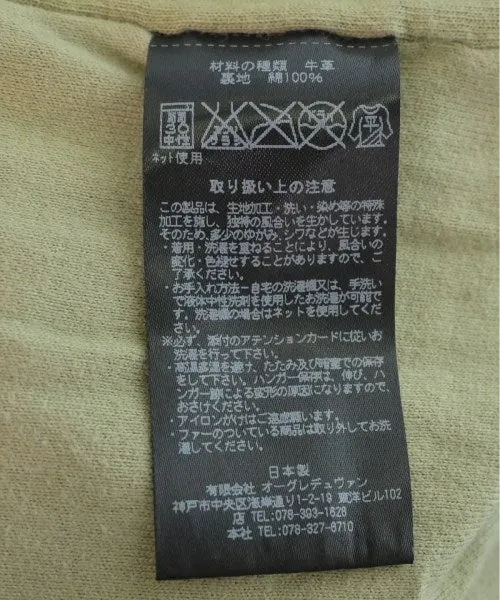 材料の種類 牛革
裏地 綿100%
中性
エンソ
サラシ
ドライ
平
ネット使用
取り扱い上の注意
この製品は、生地加工・洗い・染め等の特殊
加工を施し、独特の風合いを生かしています。
そのため、多少のゆがみ、シワなどが生じます。
・着用・洗濯を重ねることにより、風合いの
変化・色褪せすることがありますので、ご
了承ください。
・お手入れ方法－自宅の洗濯機又は、手洗い
で液体中性洗剤を使用したお洗濯が可能で
す。洗濯機の場合はネットを使用してくだ
さい。
※必ず、添付のアテンションカードに従いお
洗濯を行って下さい。
・高温多湿を避け、たたみ及び暗室での保存
をして下さい。ハンガー保存は、伸び、ハ
ンガー跡による変形の原因になりますので、
おさけください。
・アイロンがけはご遠慮願います。
・ファーのついている商品は取り外してお洗
濯してください。
日本製
有限会社 オーグレデュヴァン
神戸市中央区海岸通り1-2-19 東洋ビル102
店 TEL：078-393-1628
本社 TEL：078-327-6710